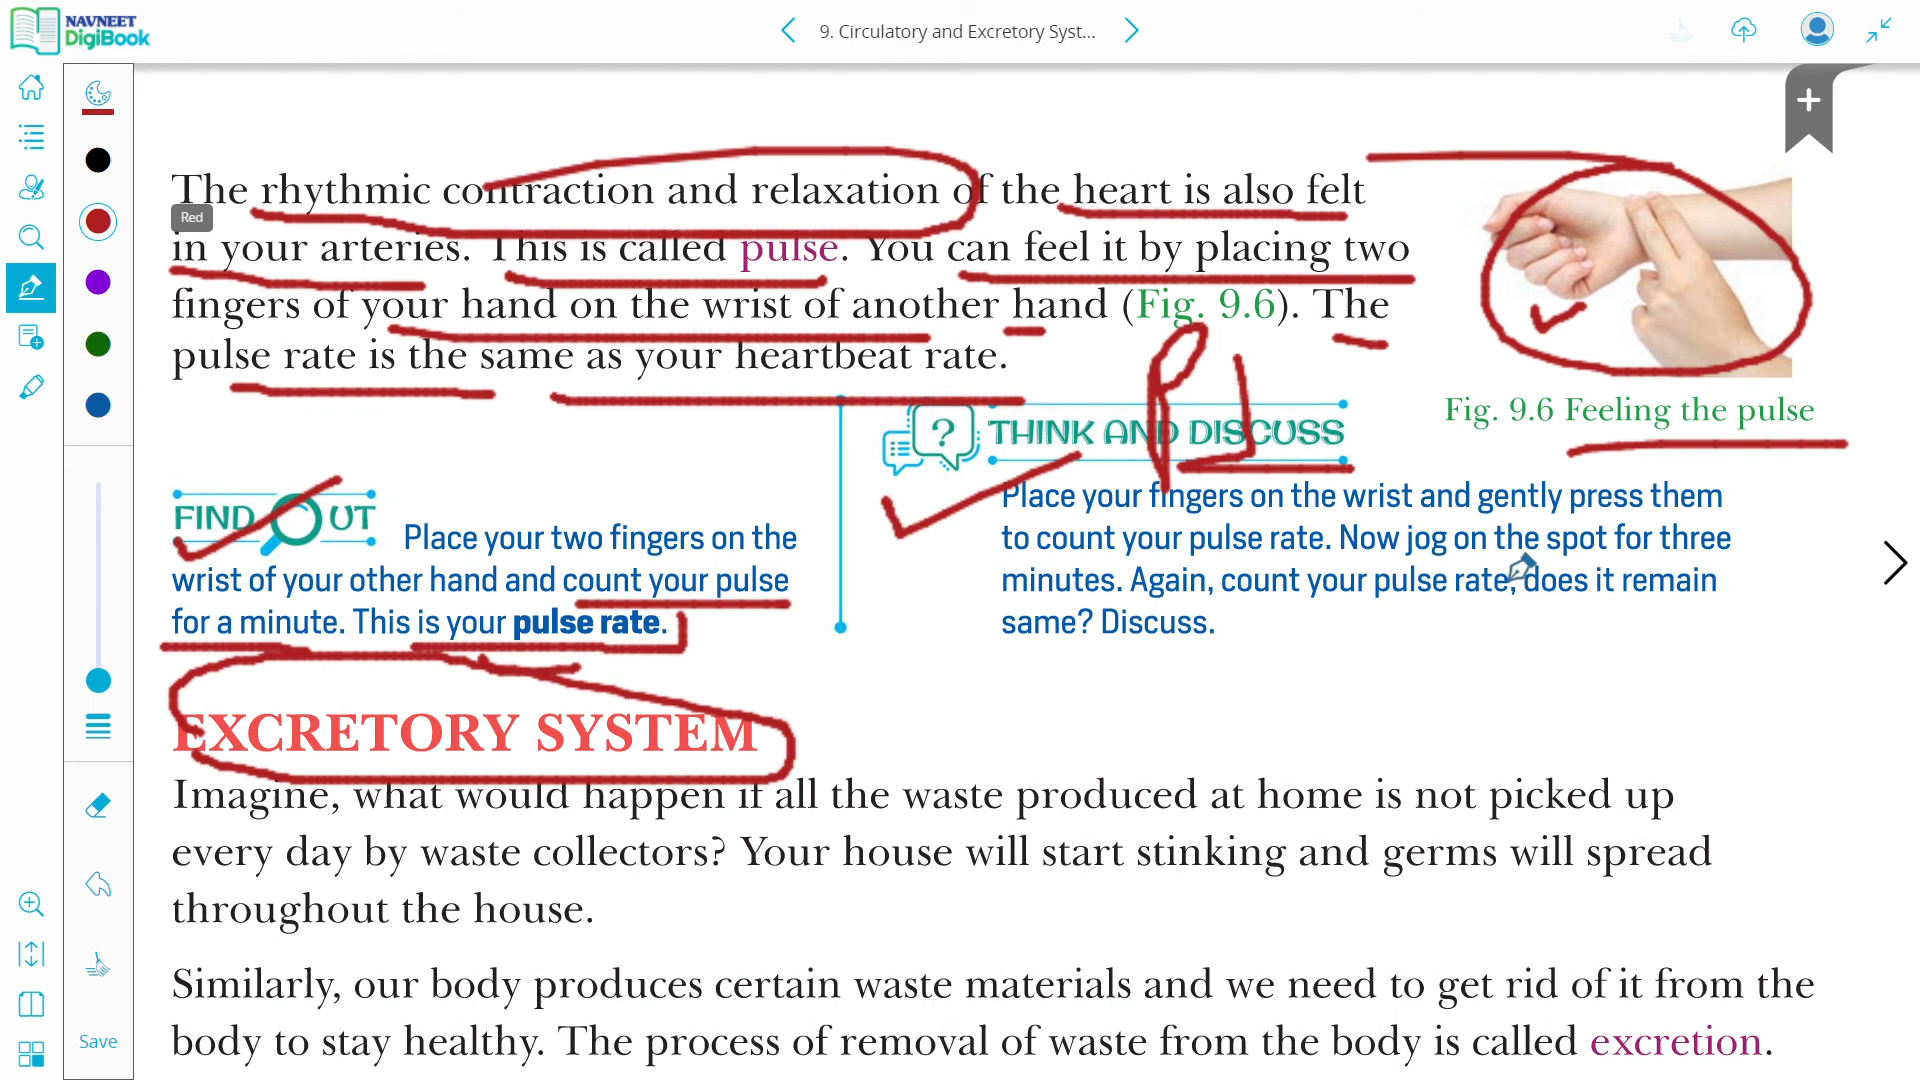 NAVNEET
DigiBook
9. Circulatory and Excretory Syst...
The rhythmic contraction and relaxation of the heart is also felt
Red
in your arteries. This is called pulse. You can feel it by placing two
fingers of your hand on the wrist of another hand (Fig. 9.6). The
pulse rate is the same as your heartbeat rate.
Fig. 9.6 Feeling the pulse
THINK AND DISCUSS
Place your fingers on the wrist and gently press them
to count your pulse rate. Now jog on the spot for three
minutes. Again, count your pulse rate, does it remain
same? Discuss.
FIND OUT
Place your two fingers on the
wrist of your other hand and count your pulse
for a minute. This is your pulse rate.
EXCRETORY SYSTEM
Imagine, what would happen if all the waste produced at home is not picked up
every day by waste collectors? Your house will start stinking and germs will spread
throughout the house.
Similarly, our body produces certain waste materials and we need to get rid of it from the
body to stay healthy. The process of removal of waste from the body is called excretion.
Save